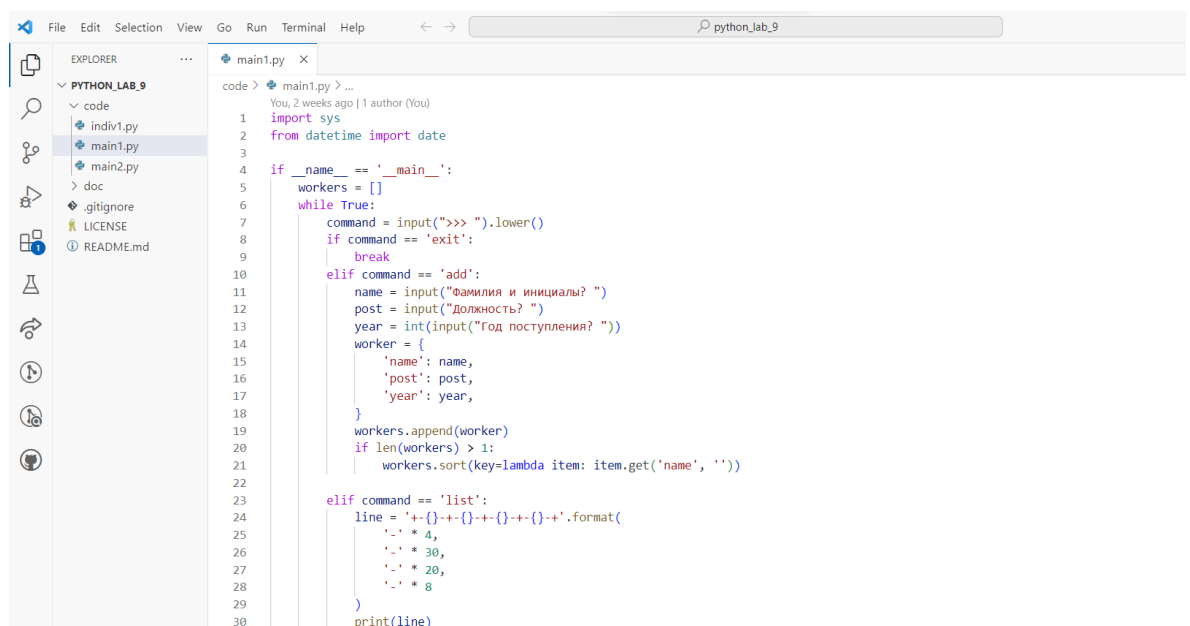 File Edit Selection View Go Run Terminal Help
python_lab_9
EXPLORER
main1.py
PYTHON_LAB_9
code
indiv1.py
main1.py
main2.py
doc
.gitignore
LICENSE
README.md
1
code > main1.py > ...
You, 2 weeks ago | 1 author (You)
1 import sys
2 from datetime import date
3
4 if __name__ == '__main__':
5 workers = []
6 while True:
7 command = input(">>> ").lower()
8 if command == 'exit':
9 break
10 elif command == 'add':
11 name = input("Фамилия и инициалы? ")
12 post = input("Должность? ")
13 year = int(input("Год поступления? "))
14 worker = {
15 'name': name,
16 'post': post,
17 'year': year,
18 }
19 workers.append(worker)
20 if len(workers) > 1:
21 workers.sort(key=lambda item: item.get('name', ''))
22
23 elif command == 'list':
24 line = '+-{}-+-{}-+-{}-+-{}-+'.format(
25 '-' * 4,
26 '-' * 30,
27 '-' * 20,
28 '-' * 8
29 )
30 print(line)